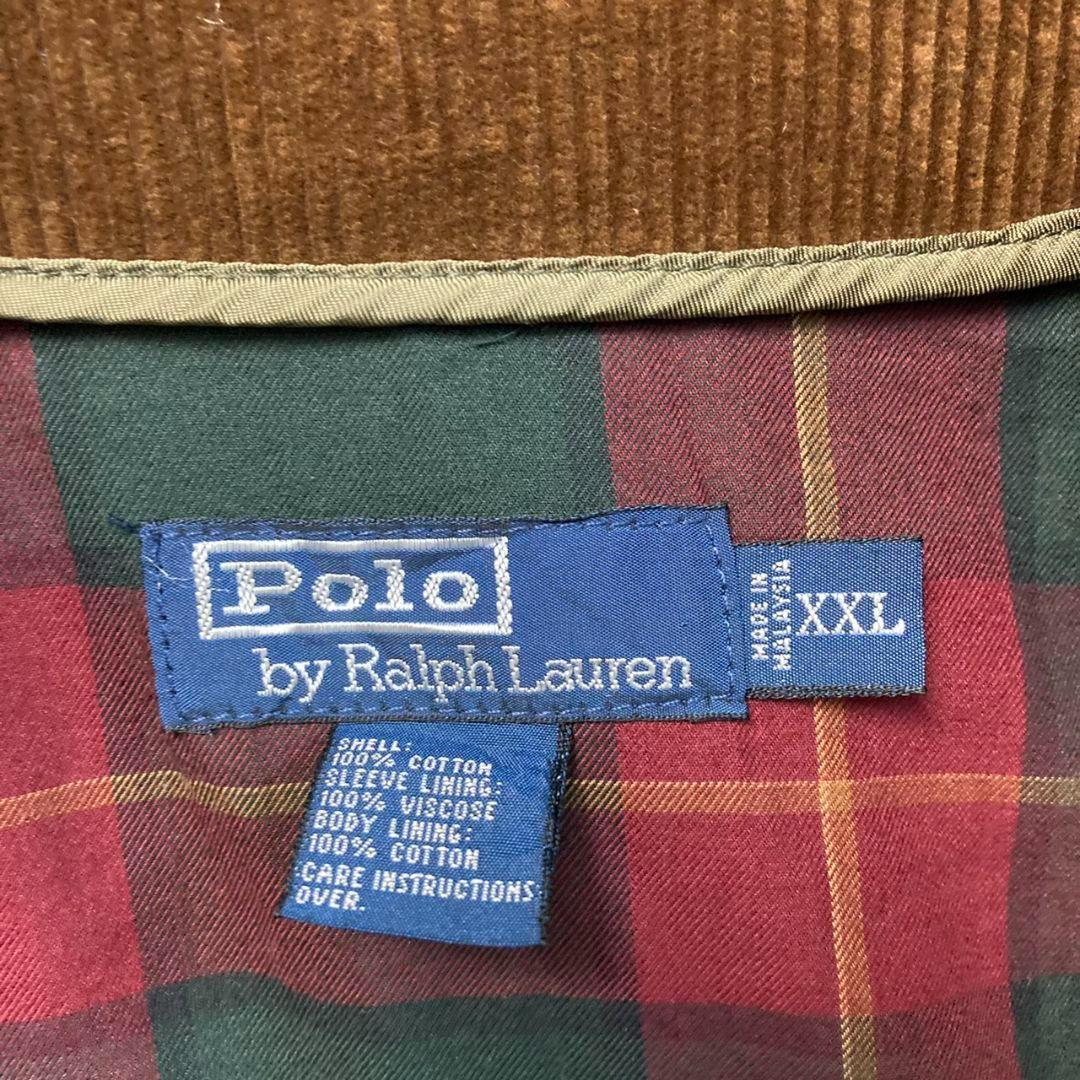 Polo
by Ralph Lauren
MADE IN
MALAYSIA
XXL
SHELL:
100% COTTON
SLEEVE LINING:
100% VISCOSE
BODY LINING:
100% COTTON
CARE INSTRUCTIONS
OVER.